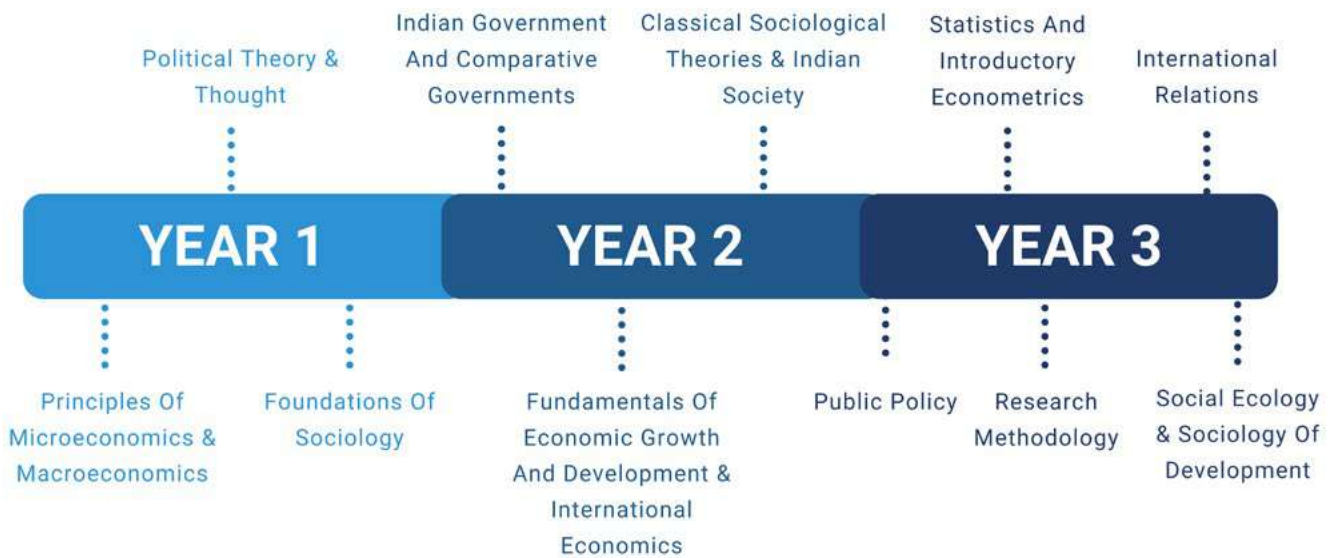 Political Theory &
Thought
Indian Government
And Comparative
Governments
Classical Sociological
Theories & Indian
Society
Statistics And
Introductory
Econometrics
International
Relations
YEAR 1
YEAR 2
YEAR 3
Principles Of
Microeconomics &
Macroeconomics
Foundations Of
Sociology
Fundamentals Of
Economic Growth
And Development &
International
Economics
Public Policy
Research
Methodology
Social Ecology
& Sociology Of
Development